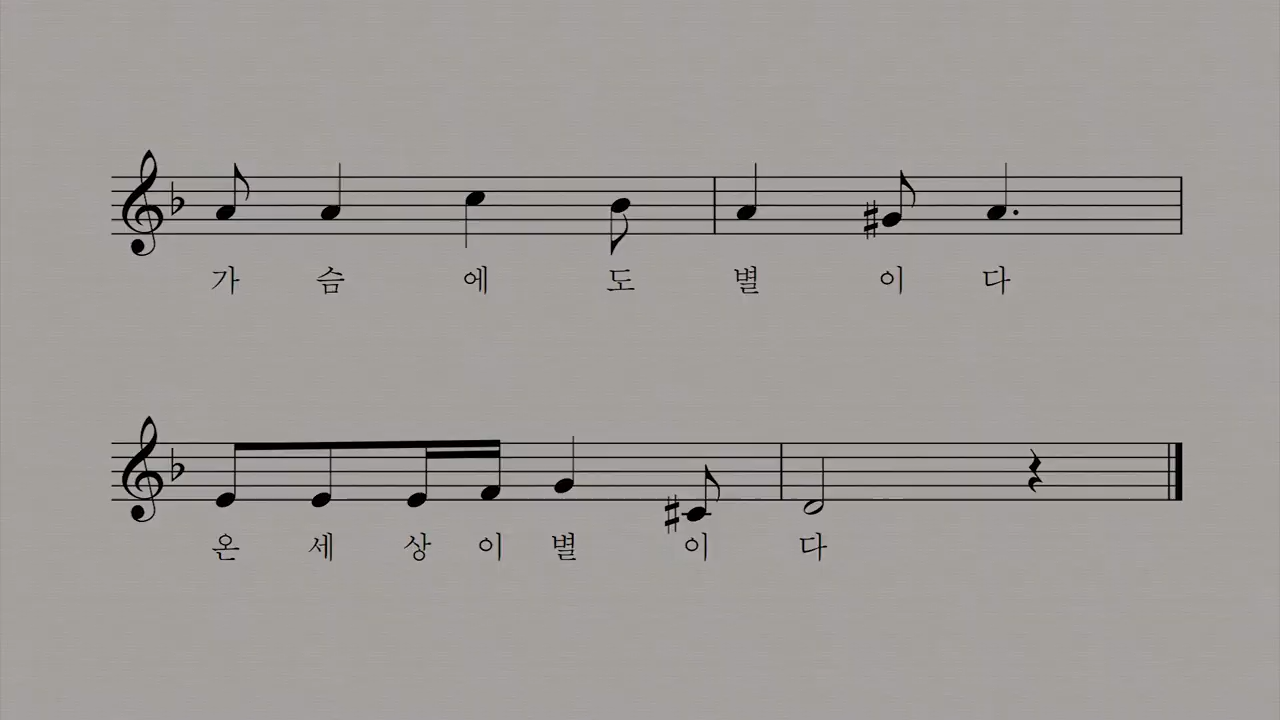 가 슴 에 도 별 이 다
온 세 상 이 별 이 다